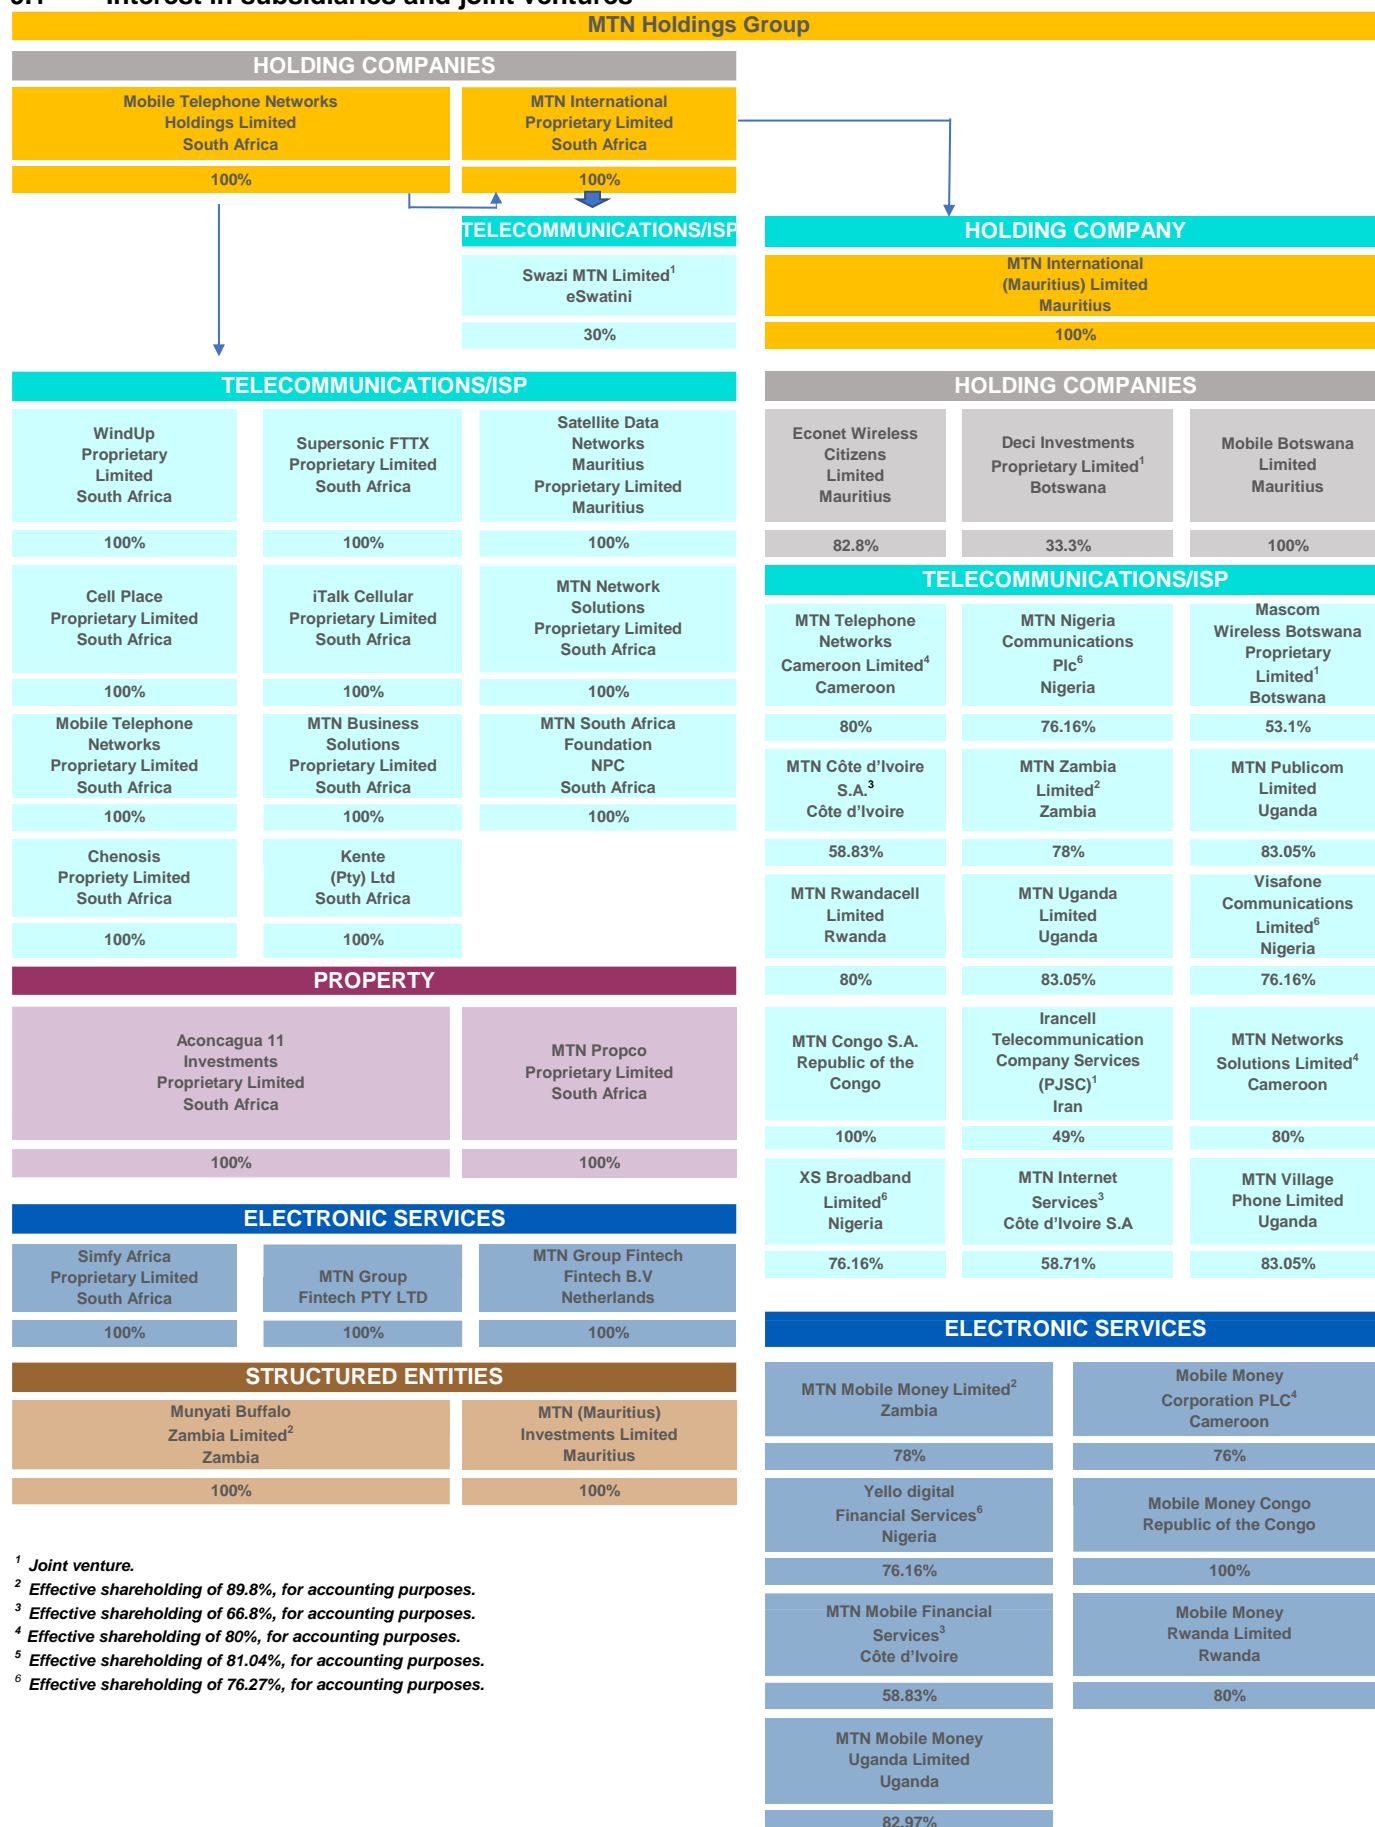 Interest in subsidiaries and joint ventures
MTN Holdings Group
HOLDING COMPANIES
Mobile Telephone Networks
Holdings Limited
South Africa
100%
MTN International
Proprietary Limited
South Africa
100%
TELECOMMUNICATIONS/ISP
Swazi MTN Limited¹
eSwatini
30%
HOLDING COMPANY
MTN International
(Mauritius) Limited
Mauritius
100%
TELECOMMUNICATIONS/ISP
WindUp
Proprietary
Limited
South Africa
100%
Supersonic FTTX
Proprietary Limited
South Africa
100%
Satellite Data
Networks
Mauritius
Proprietary Limited
Mauritius
100%
Cell Place
Proprietary Limited
South Africa
100%
iTalk Cellular
Proprietary Limited
South Africa
100%
MTN Network
Solutions
Proprietary Limited
South Africa
100%
Mobile Telephone
Networks
Proprietary Limited
South Africa
100%
MTN Business
Solutions
Proprietary Limited
South Africa
100%
MTN South Africa
Foundation
NPC
South Africa
100%
Chenosis
Propriety Limited
South Africa
100%
Kente
(Pty) Ltd
South Africa
100%
PROPERTY
Aconcagua 11
Investments
Proprietary Limited
South Africa
100%
MTN Propco
Proprietary Limited
South Africa
100%
ELECTRONIC SERVICES
Simfy Africa
Proprietary Limited
South Africa
100%
MTN Group
Fintech PTY LTD
100%
MTN Group Fintech
Fintech B.V
Netherlands
100%
STRUCTURED ENTITIES
Munyati Buffalo
Zambia Limited²
Zambia
100%
MTN (Mauritius)
Investments Limited
Mauritius
100%
¹ Joint venture.
² Effective shareholding of 89.8%, for accounting purposes.
³ Effective shareholding of 66.8%, for accounting purposes.
⁴ Effective shareholding of 80%, for accounting purposes.
⁵ Effective shareholding of 81.04%, for accounting purposes.
⁶ Effective shareholding of 76.27%, for accounting purposes.
HOLDING COMPANIES
Econet Wireless
Citizens
Limited
Mauritius
82.8%
Deci Investments
Proprietary Limited¹
Botswana
33.3%
Mobile Botswana
Limited
Mauritius
100%
TELECOMMUNICATIONS/ISP
MTN Telephone
Networks
Cameroon Limited⁴
Cameroon
80%
MTN Nigeria
Communications
Plc⁶
Nigeria
76.16%
Mascom
Wireless Botswana
Proprietary
Limited¹
Botswana
53.1%
MTN Côte d’Ivoire
S.A.³
Côte d’Ivoire
58.83%
MTN Zambia
Limited²
Zambia
78%
MTN Publicom
Limited
Uganda
83.05%
MTN Rwandacell
Limited
Rwanda
80%
MTN Uganda
Limited
Uganda
83.05%
Visafone
Communications
Limited⁶
Nigeria
76.16%
MTN Congo S.A.
Republic of the
Congo
100%
Irancell
Telecommunication
Company Services
(PJSC)¹
Iran
49%
MTN Networks
Solutions Limited⁴
Cameroon
80%
XS Broadband
Limited⁶
Nigeria
76.16%
MTN Internet
Services³
Côte d’Ivoire S.A
58.71%
MTN Village
Phone Limited
Uganda
83.05%
ELECTRONIC SERVICES
MTN Mobile Money Limited²
Zambia
78%
Mobile Money
Corporation PLC⁴
Cameroon
76%
Yello digital
Financial Services⁶
Nigeria
76.16%
Mobile Money Congo
Republic of the Congo
100%
MTN Mobile Financial
Services³
Côte d’Ivoire
58.83%
Mobile Money
Rwanda Limited
Rwanda
80%
MTN Mobile Money
Uganda Limited
Uganda
82.97%